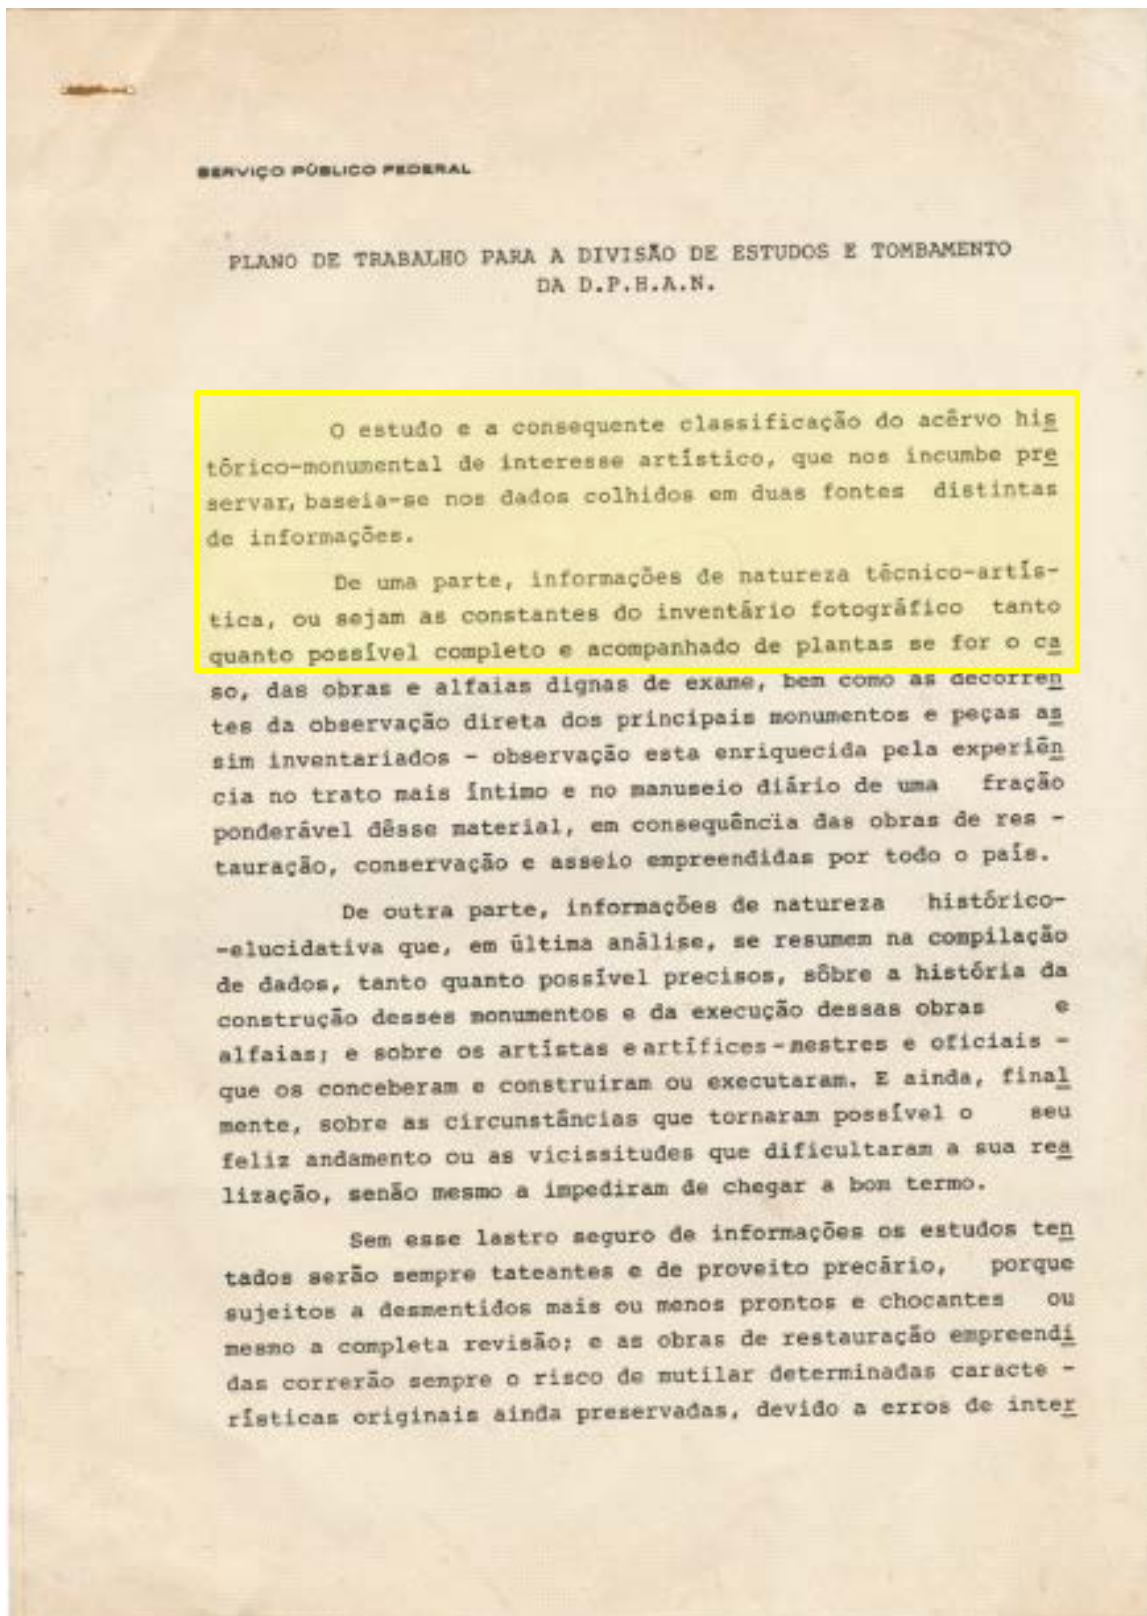 SERVIÇO PÚBLICO FEDERAL
PLANO DE TRABALHO PARA A DIVISÃO DE ESTUDOS E TOMBAMENTO
DA D.P.H.A.N.
O estudo e a consequente classificação do acêrvo his
tórico-monumental de interesse artístico, que nos incumbe pre
servar, baseia-se nos dados colhidos em duas fontes distintas
de informações.
De uma parte, informações de natureza técnico-artís-
tica, ou sejam as constantes do inventário fotográfico tanto
quanto possível completo e acompanhado de plantas se for o ca
so, das obras e alfaias dignas de exame, bem como as decorren
tes da observação direta dos principais monumentos e peças as
sim inventariados - observação esta enriquecida pela experiên
cia no trato mais íntimo e no manuseio diário de uma fração
ponderável dêsse material, em consequência das obras de res -
tauração, conservação e asseio empreendidas por todo o país.
De outra parte, informações de natureza histórico-
-elucidativa que, em última análise, se resumem na compilação
de dados, tanto quanto possível precisos, sôbre a história da
construção desses monumentos e da execução dessas obras e
alfaias; e sobre os artístas e artífices - mestres e oficiais -
que os conceberam e construiram ou executaram. E ainda, final
mente, sobre as circunstâncias que tornaram possível o seu
feliz andamento ou as vicissitudes que dificultaram a sua rea
lização, senão mesmo a impediram de chegar a bom termo.
Sem esse lastro seguro de informações os estudos ten
tados serão sempre tateantes e de proveito precário, porque
sujeitos a desmentidos mais ou menos prontos e chocantes ou
mesmo a completa revisão; e as obras de restauração empreendi
das correrão sempre o risco de mutilar determinadas caracte -
rísticas originais ainda preservadas, devido a erros de inter